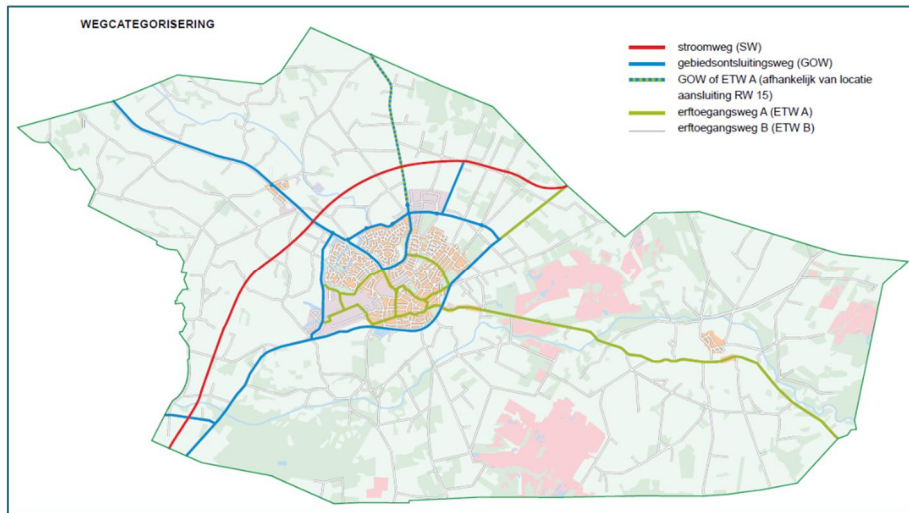 WEGCATEGORISERING
stroomweg (SW)
gebiedsontsluitingsweg (GOW)
GOW of ETW A (afhankelijk van locatie
aansluiting RW 15)
erftoegangsweg A (ETW A)
erftoegangsweg B (ETW B)